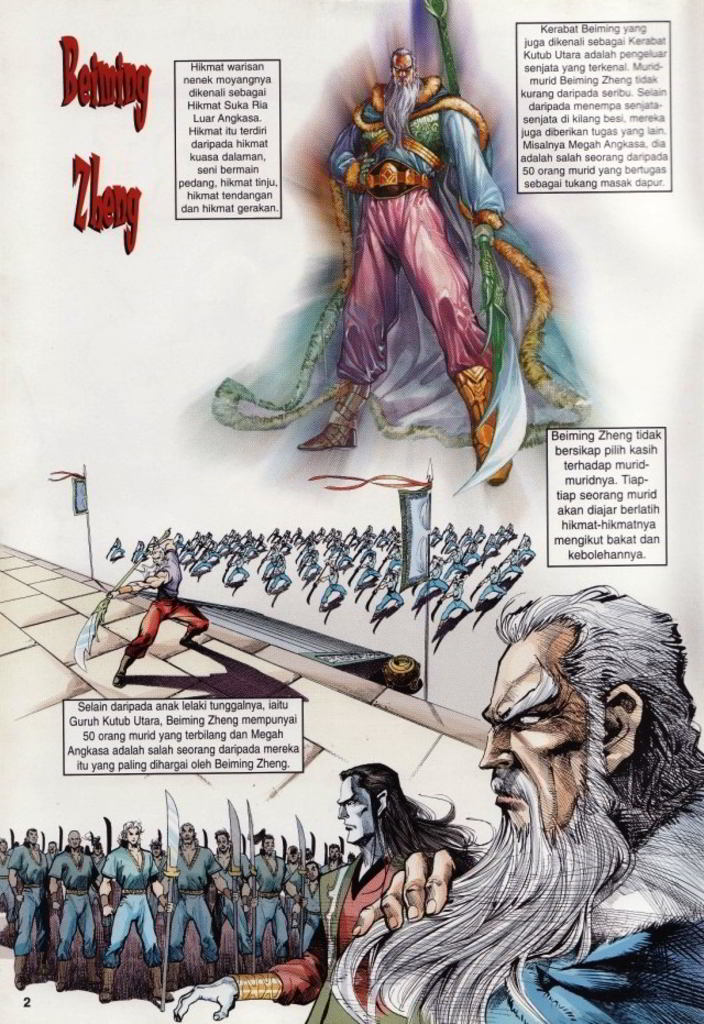 Beiming
Zheng
Hikmat warisan
nenek moyangnya
dikenali sebagai
Hikmat Suka Ria
Luar Angkasa.
Hikmat itu terdiri
daripada hikmat
kuasa dalaman,
seni bermain
pedang, hikmat tinju,
hikmat tendangan
dan hikmat gerakan.
Kerabat Beiming yang
juga dikenali sebagai Kerabat
Kutub Utara adalah pengeluar
senjata yang terkenal. Murid-
murid Beiming Zheng tidak
kurang daripada seribu. Selain
daripada menempa senjata-
senjata di kilang besi, mereka
juga diberikan tugas yang lain.
Misalnya Megah Angkasa, dia
adalah salah seorang daripada
50 orang murid yang bertugas
sebagai tukang masak dapur.
Beiming Zheng tidak
bersikap pilih kasih
terhadap murid-
muridnya. Tiap-
tiap seorang murid
akan diajar berlatih
hikmat-hikmatnya
mengikut bakat dan
kebolehannya.
Selain daripada anak lelaki tunggalnya, iaitu
Guruh Kutub Utara, Beiming Zheng mempunyai
50 orang murid yang terbilang dan Megah
Angkasa adalah salah seorang daripada mereka
itu yang paling dihargai oleh Beiming Zheng.
2